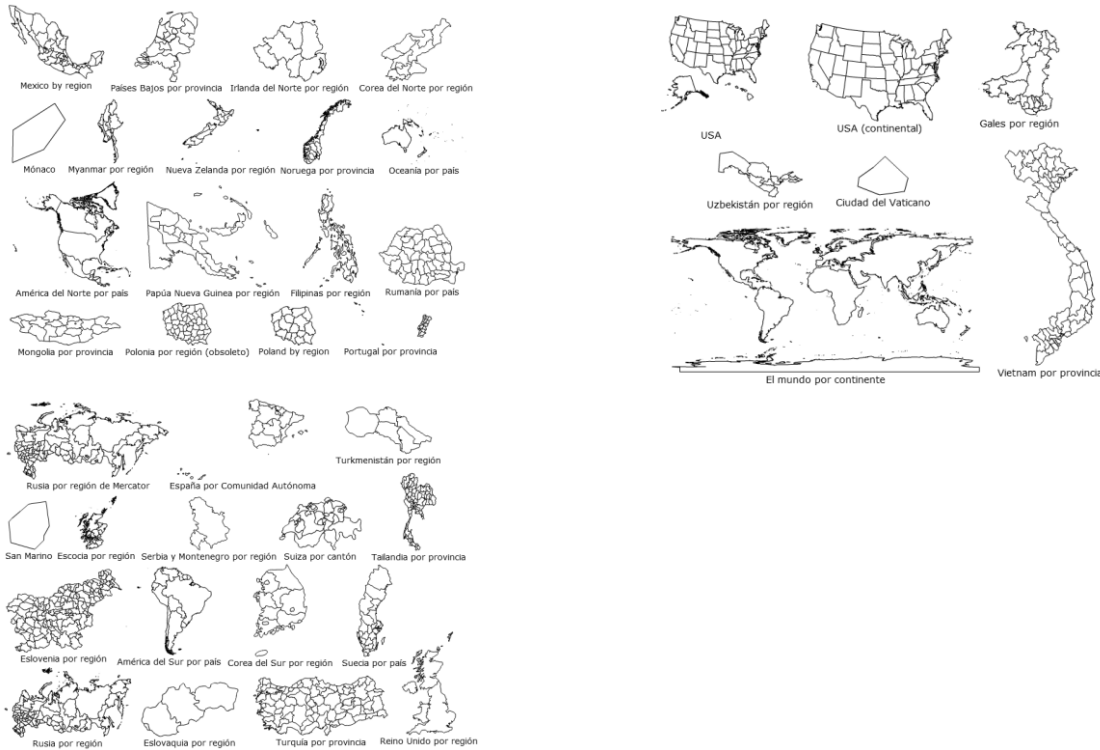 Mexico by region
Países Bajos por provincia
Irlanda del Norte por región
Corea del Norte por región
Mónaco
Myanmar por región
Nueva Zelanda por región
Noruega por provincia
Oceanía por país
América del Norte por país
Papúa Nueva Guinea por región
Filipinas por región
Rumanía por país
Mongolia por provincia
Polonia por región (obsoleto)
Poland by region
Portugal por provincia
USA
USA (continental)
Gales por región
Uzbekistán por región
Ciudad del Vaticano
El mundo por continente
Vietnam por provincia
Rusia por región de Mercator
España por Comunidad Autónoma
Turkmenistán por región
San Marino
Escocia por región
Serbia y Montenegro por región
Suiza por cantón
Tailandia por provincia
Eslovenia por región
América del Sur por país
Corea del Sur por región
Suecia por país
Rusia por región
Eslovaquia por región
Turquía por provincia
Reino Unido por región